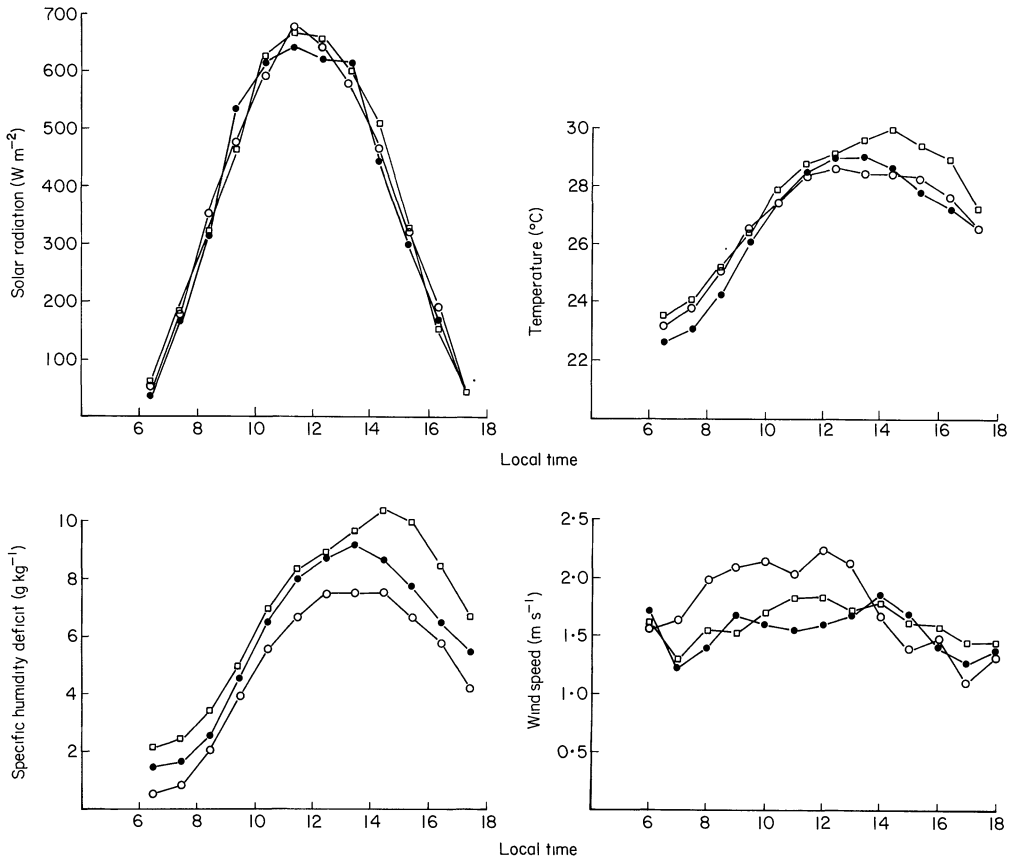 700
600
500
400
300
200
100
Solar radiation (W m⁻²)
6 8 10 12 14 16 18
30
28
26
24
22
Temperature (°C)
6 8 10 12 14 16 18
Local time
10
8
6
4
2
Specific humidity deficit (g kg⁻¹)
6 8 10 12 14 16 18
2·5
2·0
1·5
1·0
0·5
Wind speed (m s⁻¹)
6 8 10 12 14 16 18
Local time